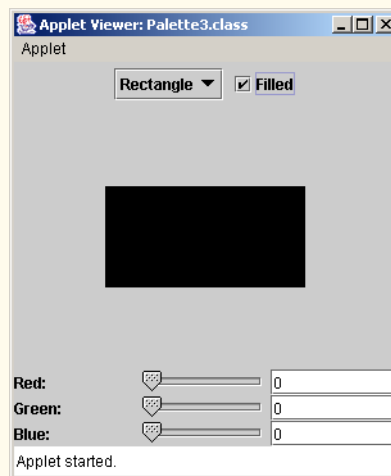 Applet Viewer: Palette3.class
Applet
Rectangle Filled
Red: 0
Green: 0
Blue: 0
Applet started.